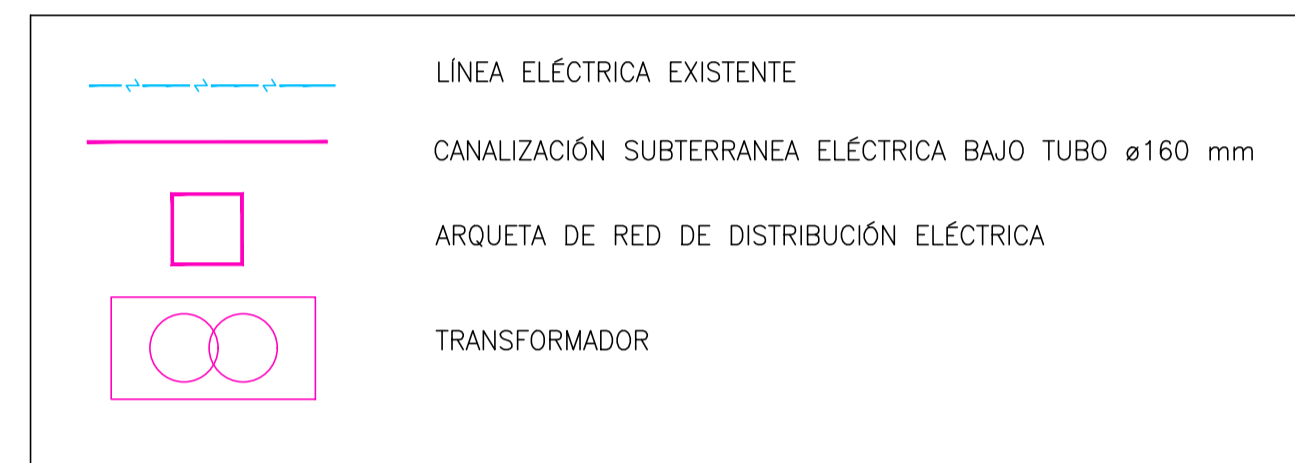 LÍNEA ELÉCTRICA EXISTENTE
CANALIZACIÓN SUBTERRANEA ELÉCTRICA BAJO TUBO ø160 mm
ARQUETA DE RED DE DISTRIBUCIÓN ELÉCTRICA
TRANSFORMADOR